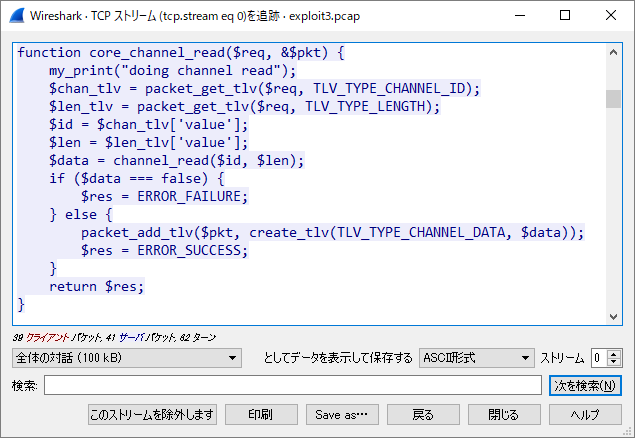 Wireshark · TCP ストリーム (tcp.stream eq 0)を追跡 · exploit3.pcap
function core_channel_read($req, &$pkt) {
    my_print("doing channel read");
    $chan_tlv = packet_get_tlv($req, TLV_TYPE_CHANNEL_ID);
    $len_tlv = packet_get_tlv($req, TLV_TYPE_LENGTH);
    $id = $chan_tlv['value'];
    $len = $len_tlv['value'];
    $data = channel_read($id, $len);
    if ($data === false) {
        $res = ERROR_FAILURE;
    } else {
        packet_add_tlv($pkt, create_tlv(TLV_TYPE_CHANNEL_DATA, $data));
        $res = ERROR_SUCCESS;
    }
    return $res;
}
39 クライアント パケット, 41 サーバ パケット, 62 ターン
全体の対話 (100 kB) としてデータを表示して保存する ASCII形式 ストリーム 0
検索: 次を検索(N)
このストリームを除外します 印刷 Save as… 戻る 閉じる ヘルプ